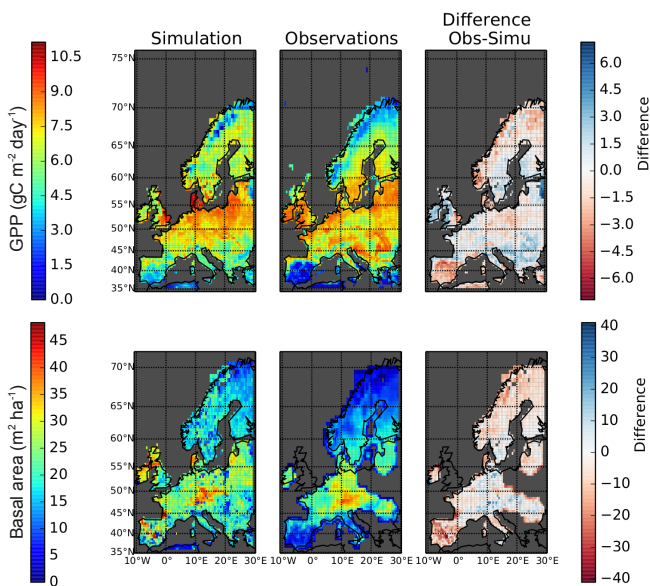 Simulation
Observations
Difference
Obs-Simu
GPP (gC m⁻² day⁻¹)
10.5
9.0
7.5
6.0
4.5
3.0
1.5
0.0
75°N
70°N
65°N
60°N
55°N
50°N
45°N
40°N
35°N
6.0
4.5
3.0
1.5
0.0
−1.5
−3.0
−4.5
−6.0
Difference
Basal area (m² ha⁻¹)
45
40
35
30
25
20
15
10
5
0
70°N
65°N
60°N
55°N
50°N
45°N
40°N
35°N
10°W 0°E 10°E 20°E 30°E
10°W 0°E 10°E 20°E 30°E
10°W 0°E 10°E 20°E 30°E
40
30
20
10
0
−10
−20
−30
−40
Difference